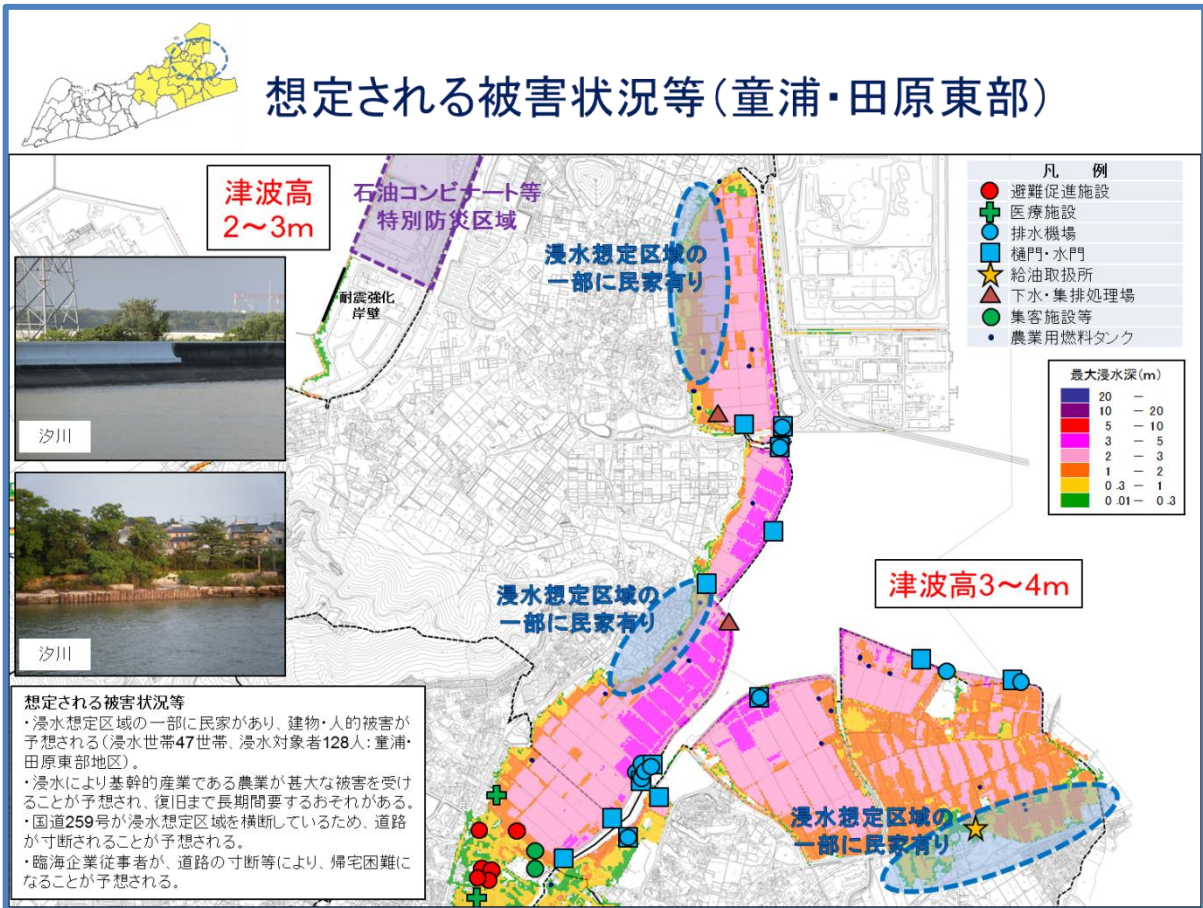 想定される被害状況等(童浦・田原東部)
津波高
2～3m
石油コンビナート等
特別防災区域
耐震強化
岸壁
汐川
汐川
浸水想定区域の
一部に民家有り
浸水想定区域の
一部に民家有り
凡　例
避難促進施設
医療施設
排水機場
樋門・水門
給油取扱所
下水・集排処理場
集客施設等
農業用燃料タンク
最大浸水深(m)
20 －
10 － 20
5 － 10
3 － 5
2 － 3
1 － 2
0.3 － 1
0.01－ 0.3
津波高3～4m
浸水想定区域の
一部に民家有り
想定される被害状況等
・浸水想定区域の一部に民家があり、建物・人的被害が
予想される(浸水世帯47世帯、浸水対象者128人:童浦・
田原東部地区)。
・浸水により基幹的産業である農業が甚大な被害を受け
ることが予想され、復旧まで長期間要するおそれがある。
・国道259号が浸水想定区域を横断しているため、道路
が寸断されることが予想される。
・臨海企業従事者が、道路の寸断等により、帰宅困難に
なることが予想される。